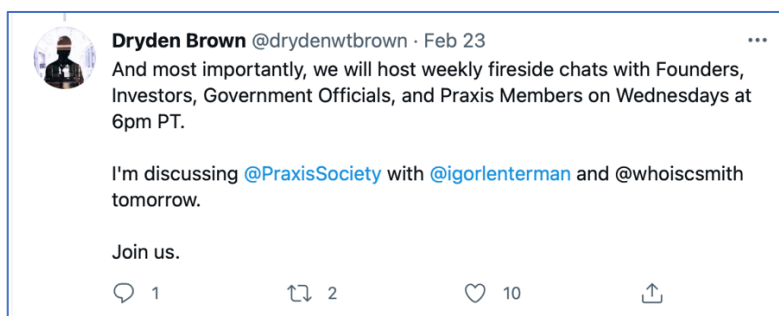 Dryden Brown @drydenwtbrown · Feb 23
And most importantly, we will host weekly fireside chats with Founders,
Investors, Government Officials, and Praxis Members on Wednesdays at
6pm PT.
I'm discussing @PraxisSociety with @igorlenterman and @whoiscsmith
tomorrow.
Join us.
1 2 10